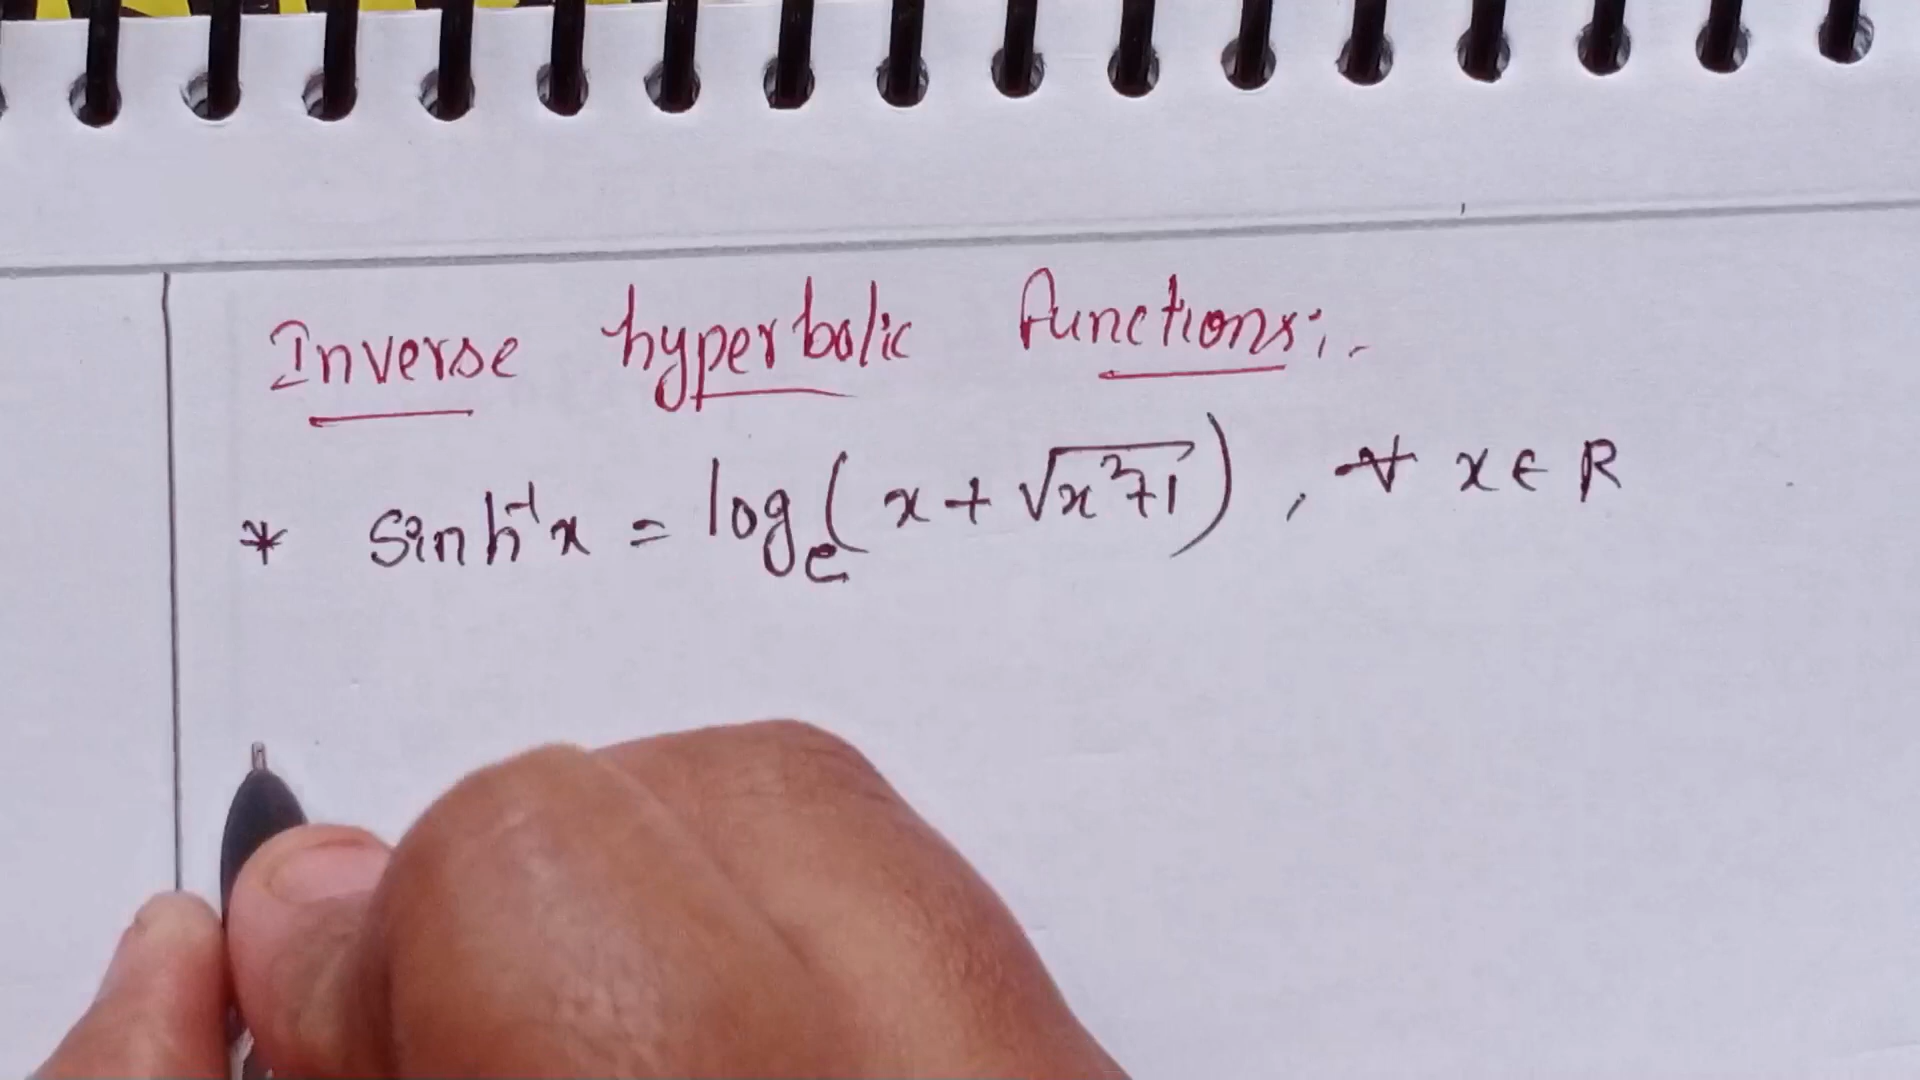 Inverse hyperbolic functions:-
* Sinh⁻¹x = logₑ(x + √x²+1) , ∀ x ∈ R